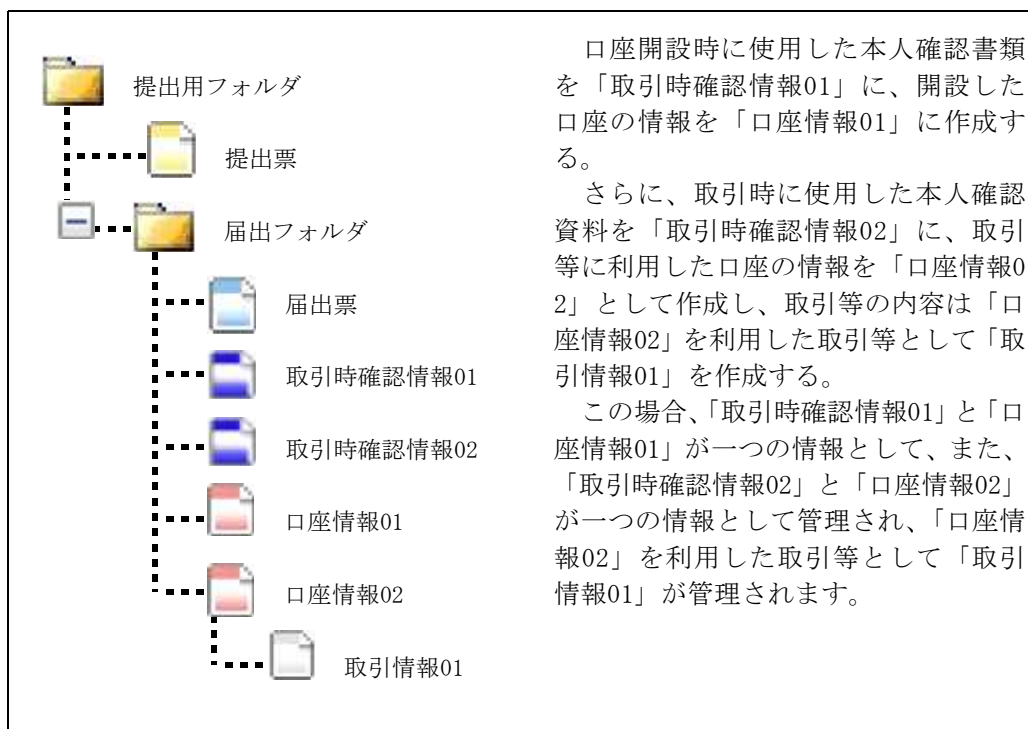 提出用フォルダ
提出票
届出フォルダ
届出票
取引時確認情報01
取引時確認情報02
口座情報01
口座情報02
取引情報01
口座開設時に使用した本人確認書類
を「取引時確認情報01」に、開設した
口座の情報を「口座情報01」に作成す
る。
さらに、取引時に使用した本人確認
資料を「取引時確認情報02」に、取引
等に利用した口座の情報を「口座情報0
2」として作成し、取引等の内容は「口
座情報02」を利用した取引等として「取
引情報01」を作成する。
この場合、「取引時確認情報01」と「口
座情報01」が一つの情報として、また、
「取引時確認情報02」と「口座情報02」
が一つの情報として管理され、「口座情
報02」を利用した取引等として「取引
情報01」が管理されます。